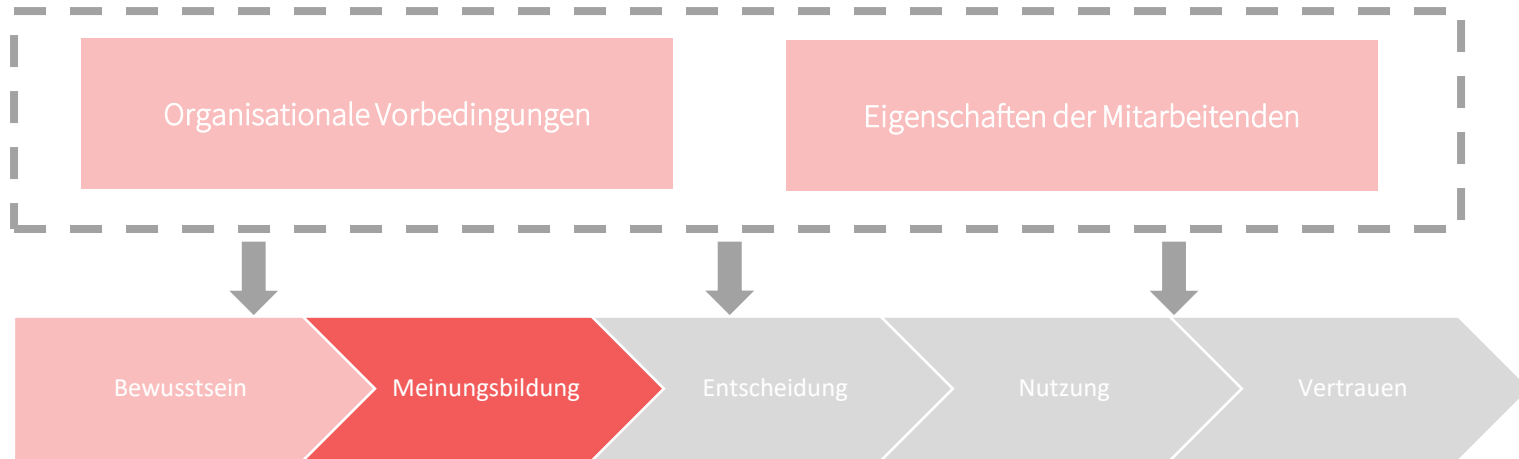 Organisationale Vorbedingungen
Eigenschaften der Mitarbeitenden
Bewusstsein
Meinungsbildung
Entscheidung
Nutzung
Vertrauen